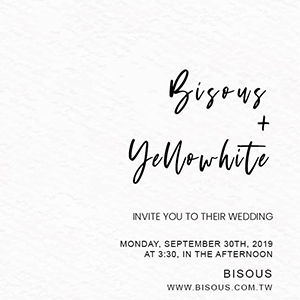 Bisous
+
Yellowhite
INVITE YOU TO THEIR WEDDING
MONDAY, SEPTEMBER 30TH, 2019
AT 3:30, IN THE AFTERNOON
BISOUS
WWW.BISOUS.COM.TW